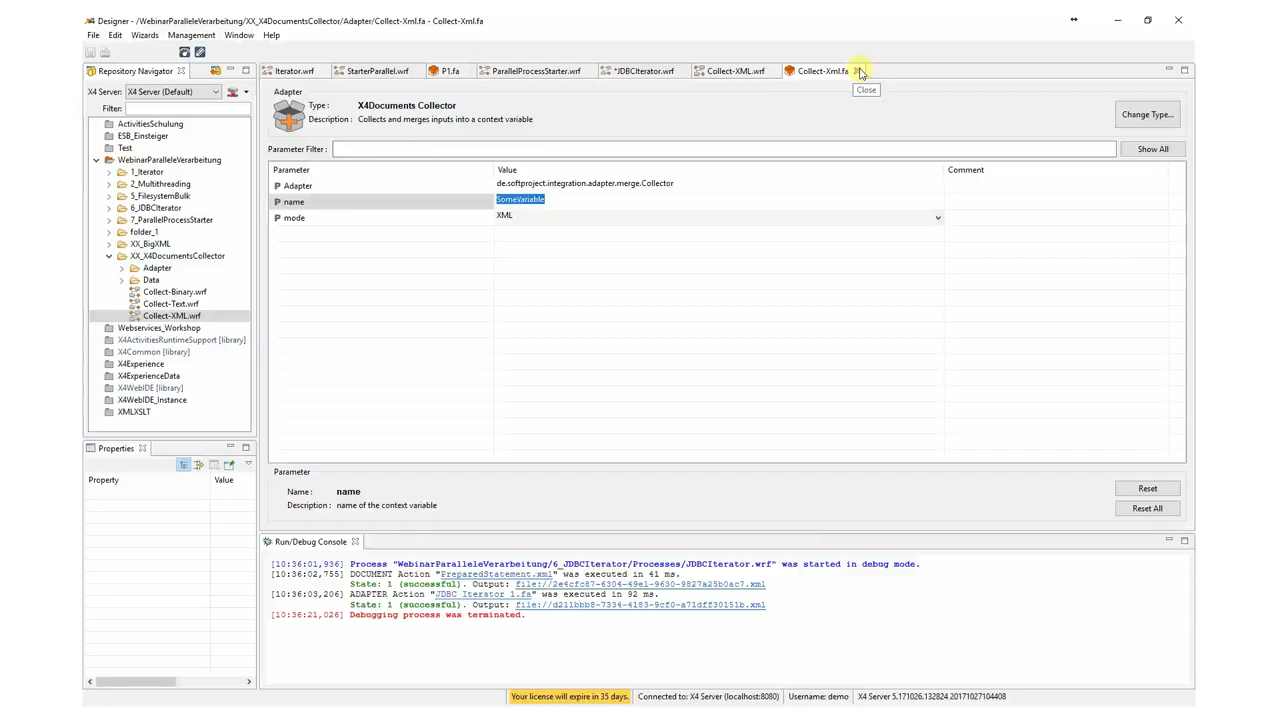 X4 Designer - /WebinarParalleleVerarbeitung/XX_X4DocumentsCollector/Adapter/Collect-Xml.fa - Collect-Xml.fa
File Edit Wizards Management Window Help
Repository Navigator
X4 Server: X4 Server (Default)
Filter:
ActivitiesSchulung
ESB_Einsteiger
Test
WebinarParalleleVerarbeitung
1_Iterator
2_Multithreading
5_FilesystemBulk
6_JDBCIterator
7_ParallelProcessStarter
folder_1
XX_BigXML
XX_X4DocumentsCollector
Adapter
Data
Collect-Binary.wrf
Collect-Text.wrf
Collect-XML.wrf
Webservices_Workshop
X4ActivitiesRuntimeSupport [library]
X4Common [library]
X4Experience
X4ExperienceData
X4WebIDE [library]
X4WebIDE_Instance
XMLXSLT
Properties
Property Value
Iterator.wrf StarterParallel.wrf P1.fa ParallelProcessStarter.wrf *JDBCIterator.wrf Collect-XML.wrf Collect-Xml.fa
Close
Adapter
Type: X4Documents Collector
Description: Collects and merges inputs into a context variable
Change Type...
Parameter Filter: Show All
Parameter Value Comment
P Adapter de.softproject.integration.adapter.merge.Collector
P name SomeVariable
P mode XML
Parameter
Name: name
Description: name of the context variable
Reset
Reset All
Run/Debug Console
[10:36:01,936] Process "WebinarParalleleVerarbeitung/6_JDBCIterator/Processes/JDBCIterator.wrf" was started in debug mode.
[10:36:02,755] DOCUMENT Action "PreparedStatement.xml" was executed in 41 ms.
State: 1 (successful). Output: file://2e4cfc87-6304-49e1-9630-9827a25b0ac7.xml
[10:36:03,206] ADAPTER Action "JDBC Iterator 1.fa" was executed in 92 ms.
State: 1 (successful). Output: file://d211bbb8-7334-4183-9cf0-a71dff30151b.xml
[10:36:21,026] Debugging process was terminated.
Your license will expire in 35 days. Connected to: X4 Server (localhost:8080) Username: demo X4 Server 5.171026.132824 20171027104408